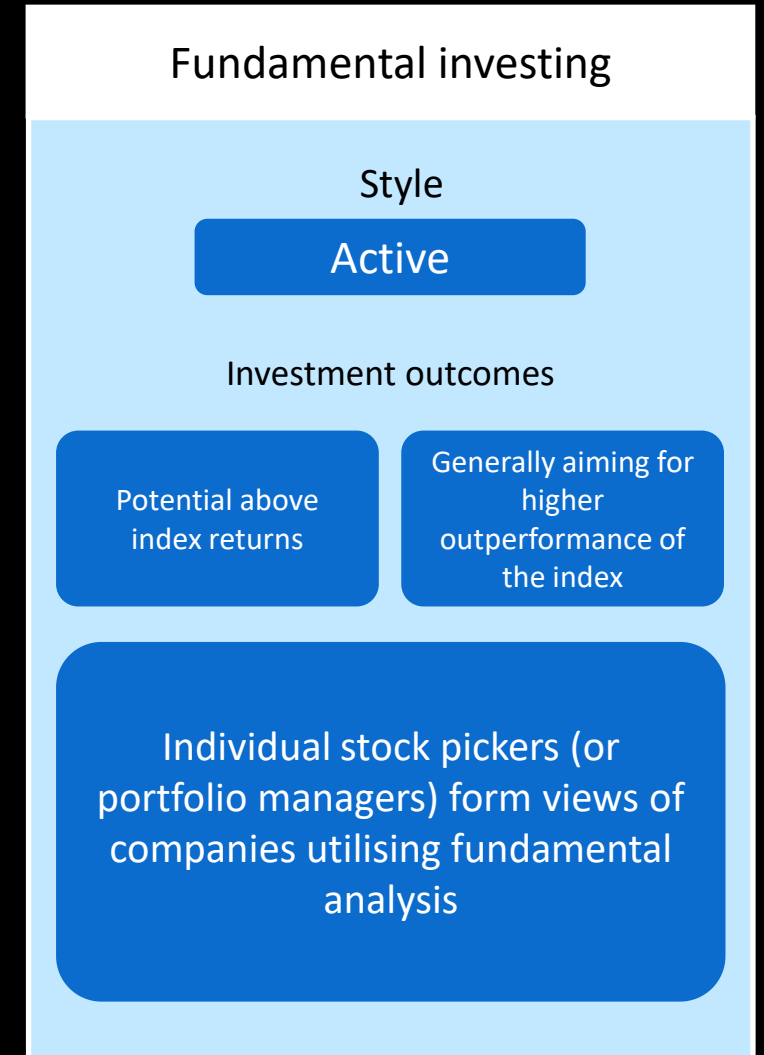 Fundamental investing
Style
Active
Investment outcomes
Potential above
index returns
Generally aiming for
higher
outperformance of
the index
Individual stock pickers (or
portfolio managers) form views of
companies utilising fundamental
analysis